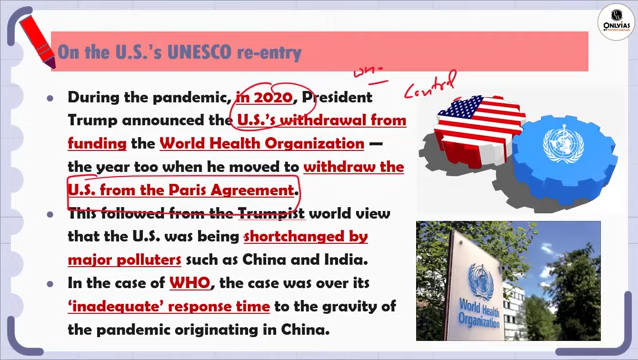 ONLYIAS
On the U.S.'s UNESCO re-entry
● During the pandemic, in 2020, President
Trump announced the U.S.'s withdrawal from
funding the World Health Organization —
the year too when he moved to withdraw the
U.S. from the Paris Agreement.
● This followed from the Trumpist world view
that the U.S. was being shortchanged by
major polluters such as China and India.
● In the case of WHO, the case was over its
'inadequate' response time to the gravity of
the pandemic originating in China.
Control
World Health
Organization